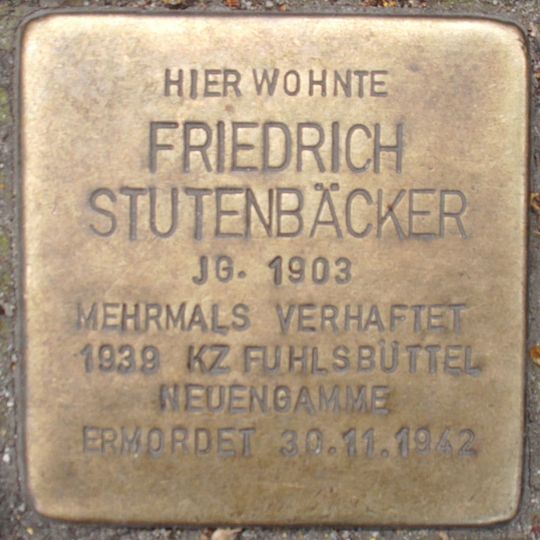 HIER WOHNTE
FRIEDRICH
STUTENBÄCKER
JG. 1903
MEHRMALS VERHAFTET
1939 KZ FUHLSBÜTTEL
NEUENGAMME
ERMORDET 30.11.1942